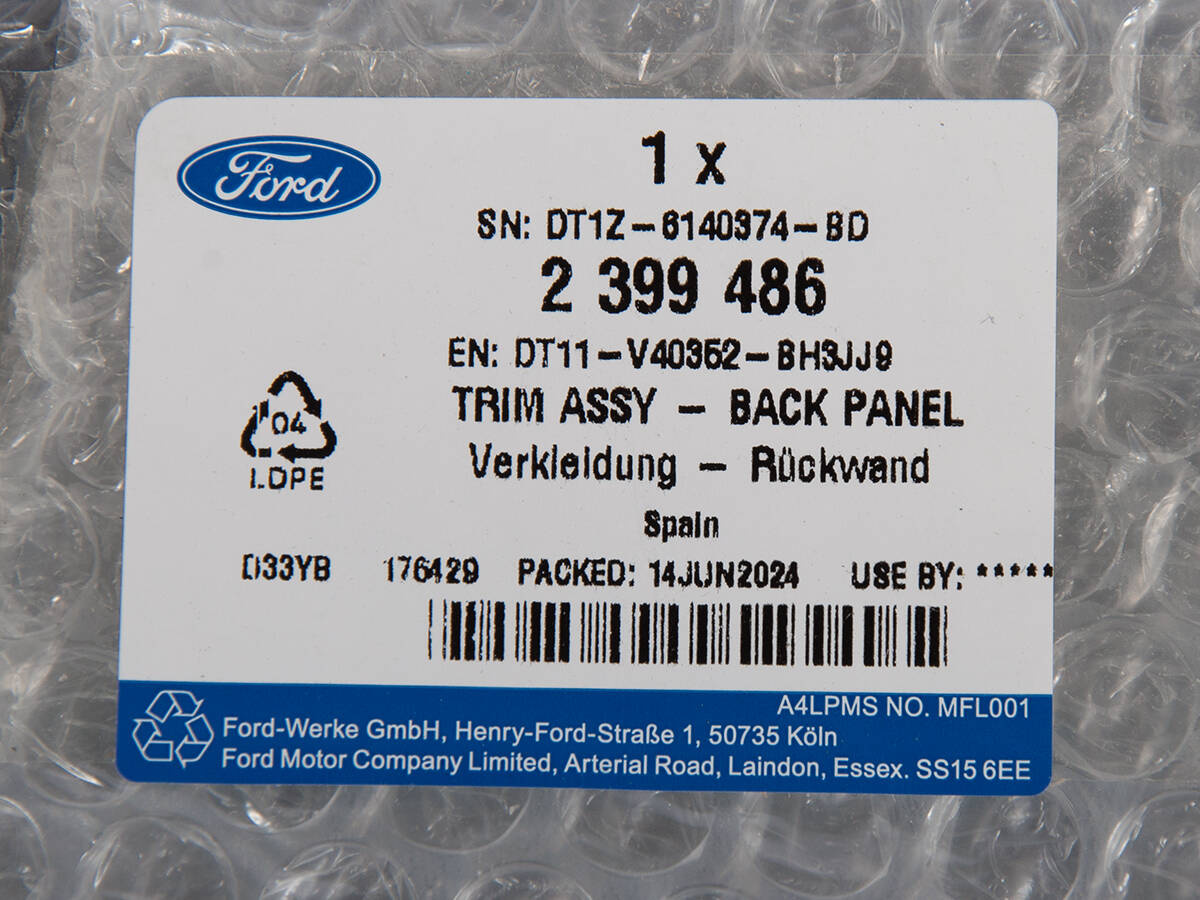 Ford
1 x
SN: DT1Z-6140374-BD
2 399 486
EN: DT11-V40352-BH3JJ9
TRIM ASSY - BACK PANEL
Verkleidung - Rückwand
04
LDPE
Spain
D33YB 176429 PACKED: 14JUN2024 USE BY: *****
A4LPMS NO. MFL001
Ford-Werke GmbH, Henry-Ford-Straße 1, 50735 Köln
Ford Motor Company Limited, Arterial Road, Laindon, Essex. SS15 6EE